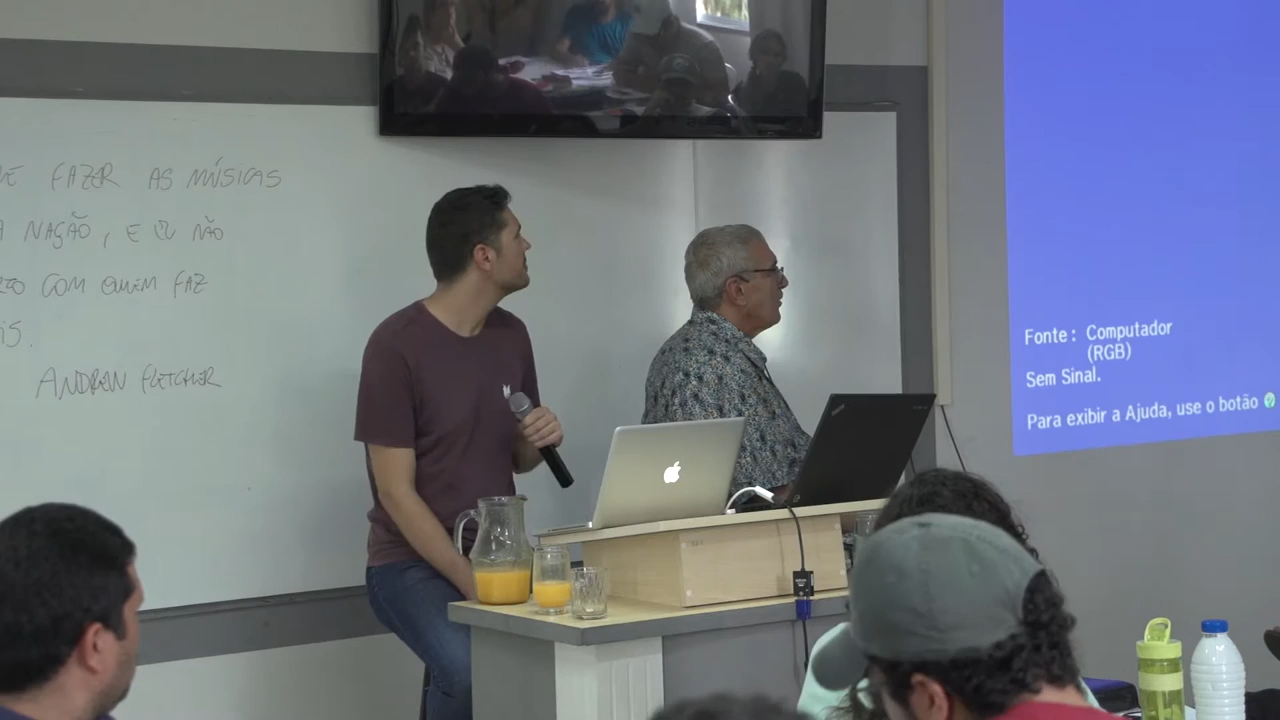 FAZER AS MÚSICAS
NAÇÃO, E EU NÃO
COM QUEM FAZ
IS.
ANDREW FLETCHER
Fonte: Computador
(RGB)
Sem Sinal.
Para exibir a Ajuda, use o botão